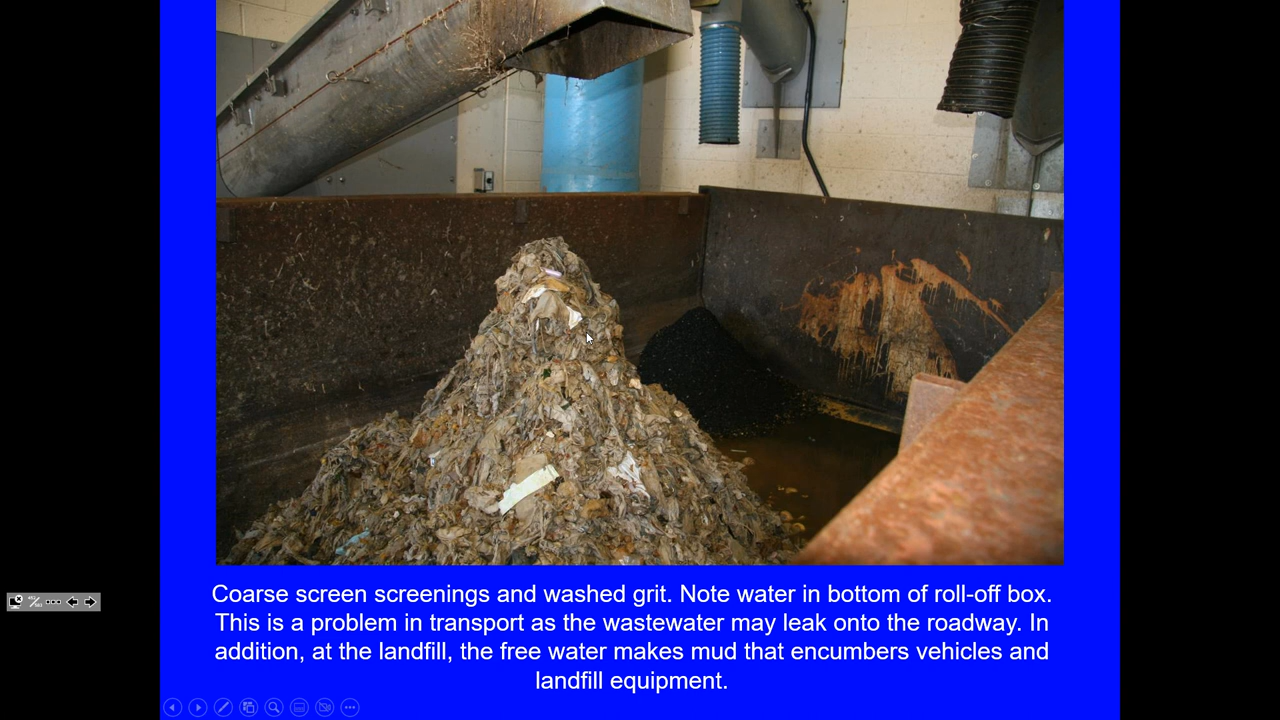 Coarse screen screenings and washed grit. Note water in bottom of roll-off box.
This is a problem in transport as the wastewater may leak onto the roadway. In
addition, at the landfill, the free water makes mud that encumbers vehicles and
landfill equipment.